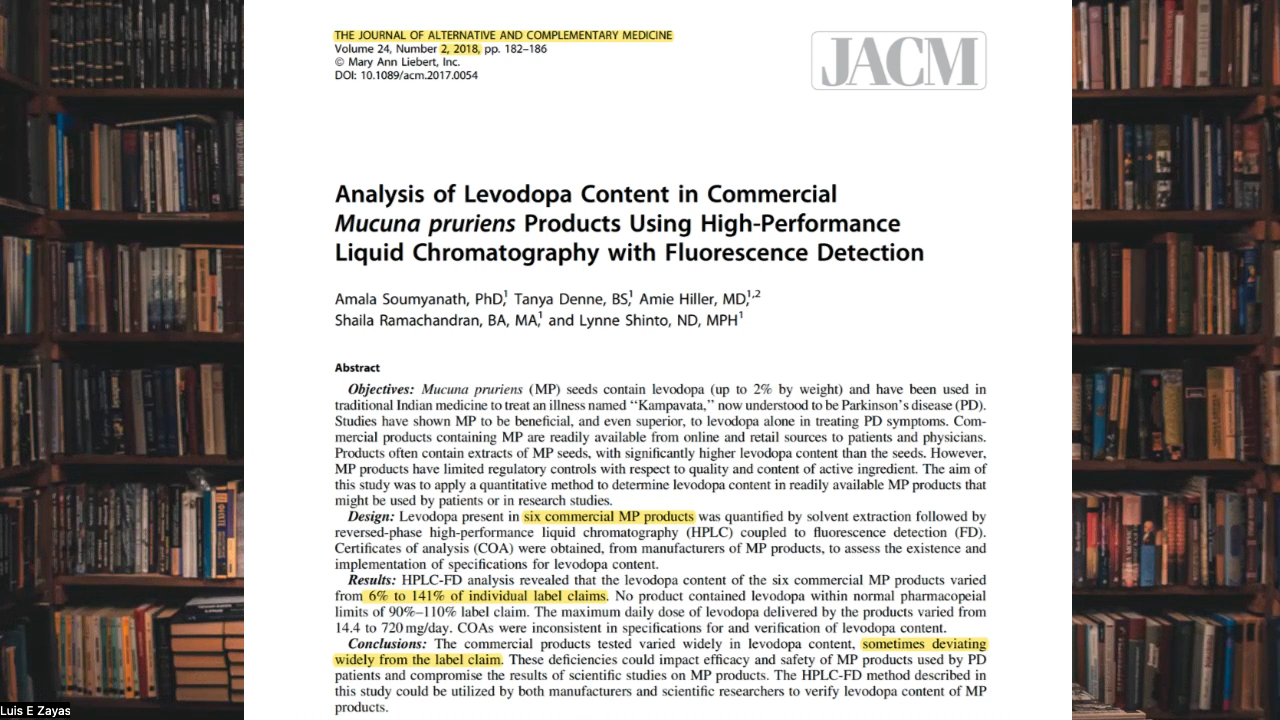 THE JOURNAL OF ALTERNATIVE AND COMPLEMENTARY MEDICINE
Volume 24, Number 2, 2018, pp. 182–186
© Mary Ann Liebert, Inc.
DOI: 10.1089/acm.2017.0054
JACM
Analysis of Levodopa Content in Commercial
Mucuna pruriens Products Using High-Performance
Liquid Chromatography with Fluorescence Detection
Amala Soumyanath, PhD,1 Tanya Denne, BS,1 Amie Hiller, MD,1,2
Shaila Ramachandran, BA, MA,1 and Lynne Shinto, ND, MPH1
Abstract
Objectives: Mucuna pruriens (MP) seeds contain levodopa (up to 2% by weight) and have been used in
traditional Indian medicine to treat an illness named ‘‘Kampavata,’’ now understood to be Parkinson’s disease (PD).
Studies have shown MP to be beneficial, and even superior, to levodopa alone in treating PD symptoms. Com-
mercial products containing MP are readily available from online and retail sources to patients and physicians.
Products often contain extracts of MP seeds, with significantly higher levodopa content than the seeds. However,
MP products have limited regulatory controls with respect to quality and content of active ingredient. The aim of
this study was to apply a quantitative method to determine levodopa content in readily available MP products that
might be used by patients or in research studies.
Design: Levodopa present in six commercial MP products was quantified by solvent extraction followed by
reversed-phase high-performance liquid chromatography (HPLC) coupled to fluorescence detection (FD).
Certificates of analysis (COA) were obtained, from manufacturers of MP products, to assess the existence and
implementation of specifications for levodopa content.
Results: HPLC-FD analysis revealed that the levodopa content of the six commercial MP products varied
from 6% to 141% of individual label claims. No product contained levodopa within normal pharmacopeial
limits of 90%–110% label claim. The maximum daily dose of levodopa delivered by the products varied from
14.4 to 720 mg/day. COAs were inconsistent in specifications for and verification of levodopa content.
Conclusions: The commercial products tested varied widely in levodopa content, sometimes deviating
widely from the label claim. These deficiencies could impact efficacy and safety of MP products used by PD
patients and compromise the results of scientific studies on MP products. The HPLC-FD method described in
this study could be utilized by both manufacturers and scientific researchers to verify levodopa content of MP
products.
Luis E Zayas